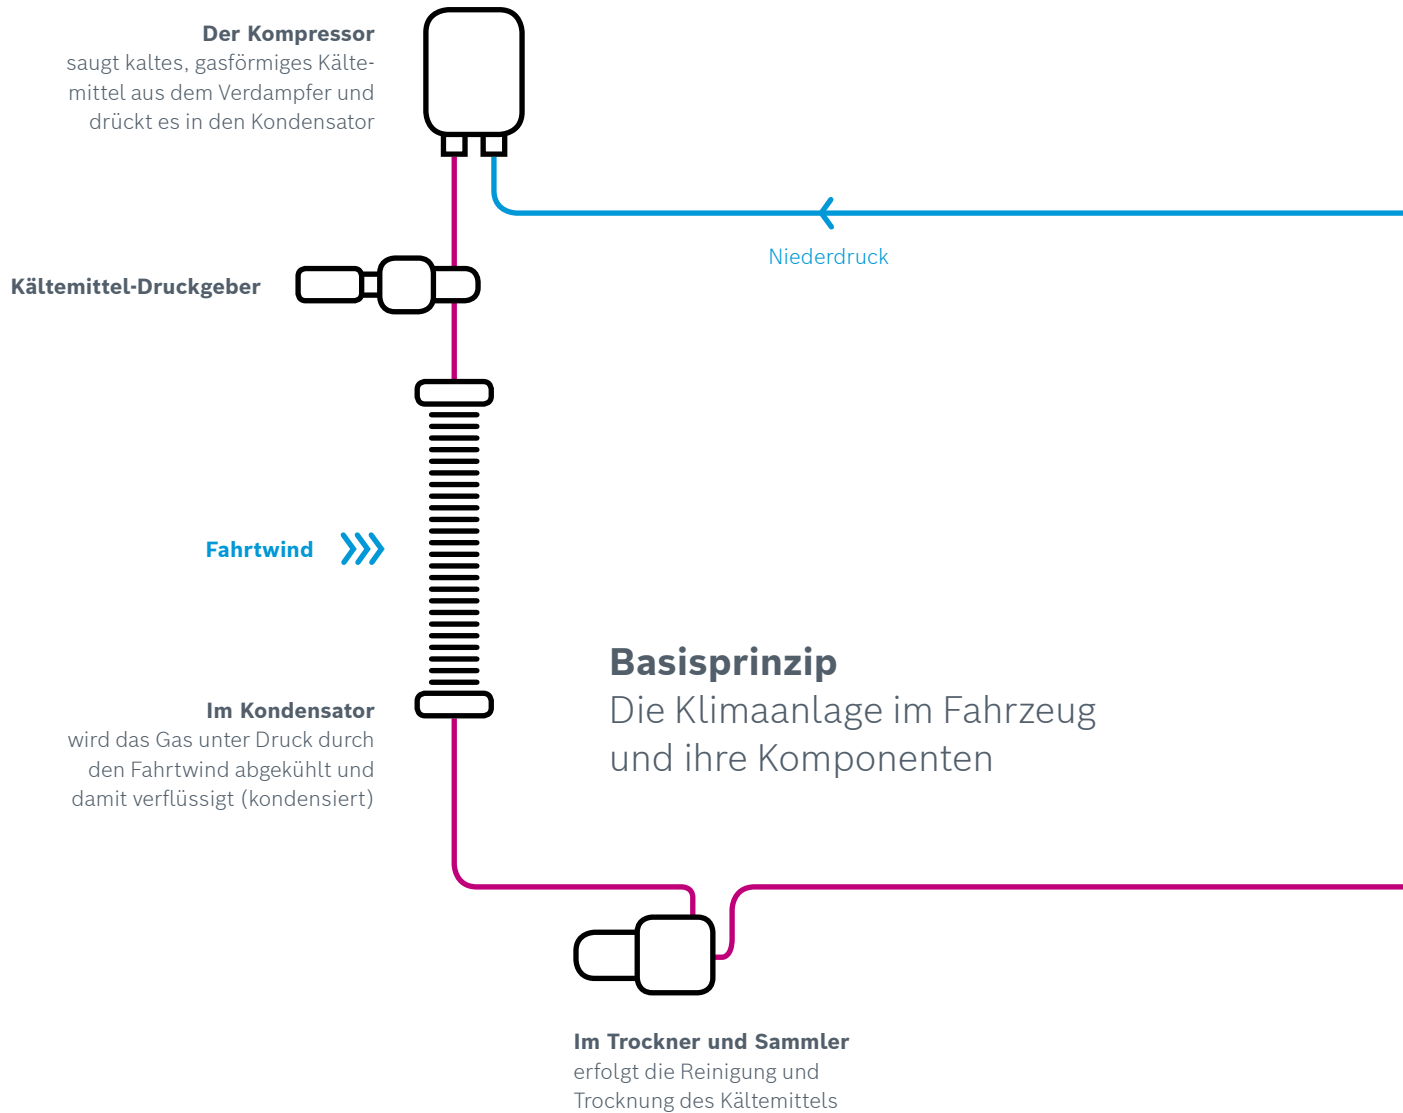 Der Kompressor
saugt kaltes, gasförmiges Kälte-
mittel aus dem Verdampfer und
drückt es in den Kondensator
Niederdruck
Kältemittel-Druckgeber
Fahrtwind
Basisprinzip
Die Klimaanlage im Fahrzeug
und ihre Komponenten
Im Kondensator
wird das Gas unter Druck durch
den Fahrtwind abgekühlt und
damit verflüssigt (kondensiert)
Im Trockner und Sammler
erfolgt die Reinigung und
Trocknung des Kältemittels